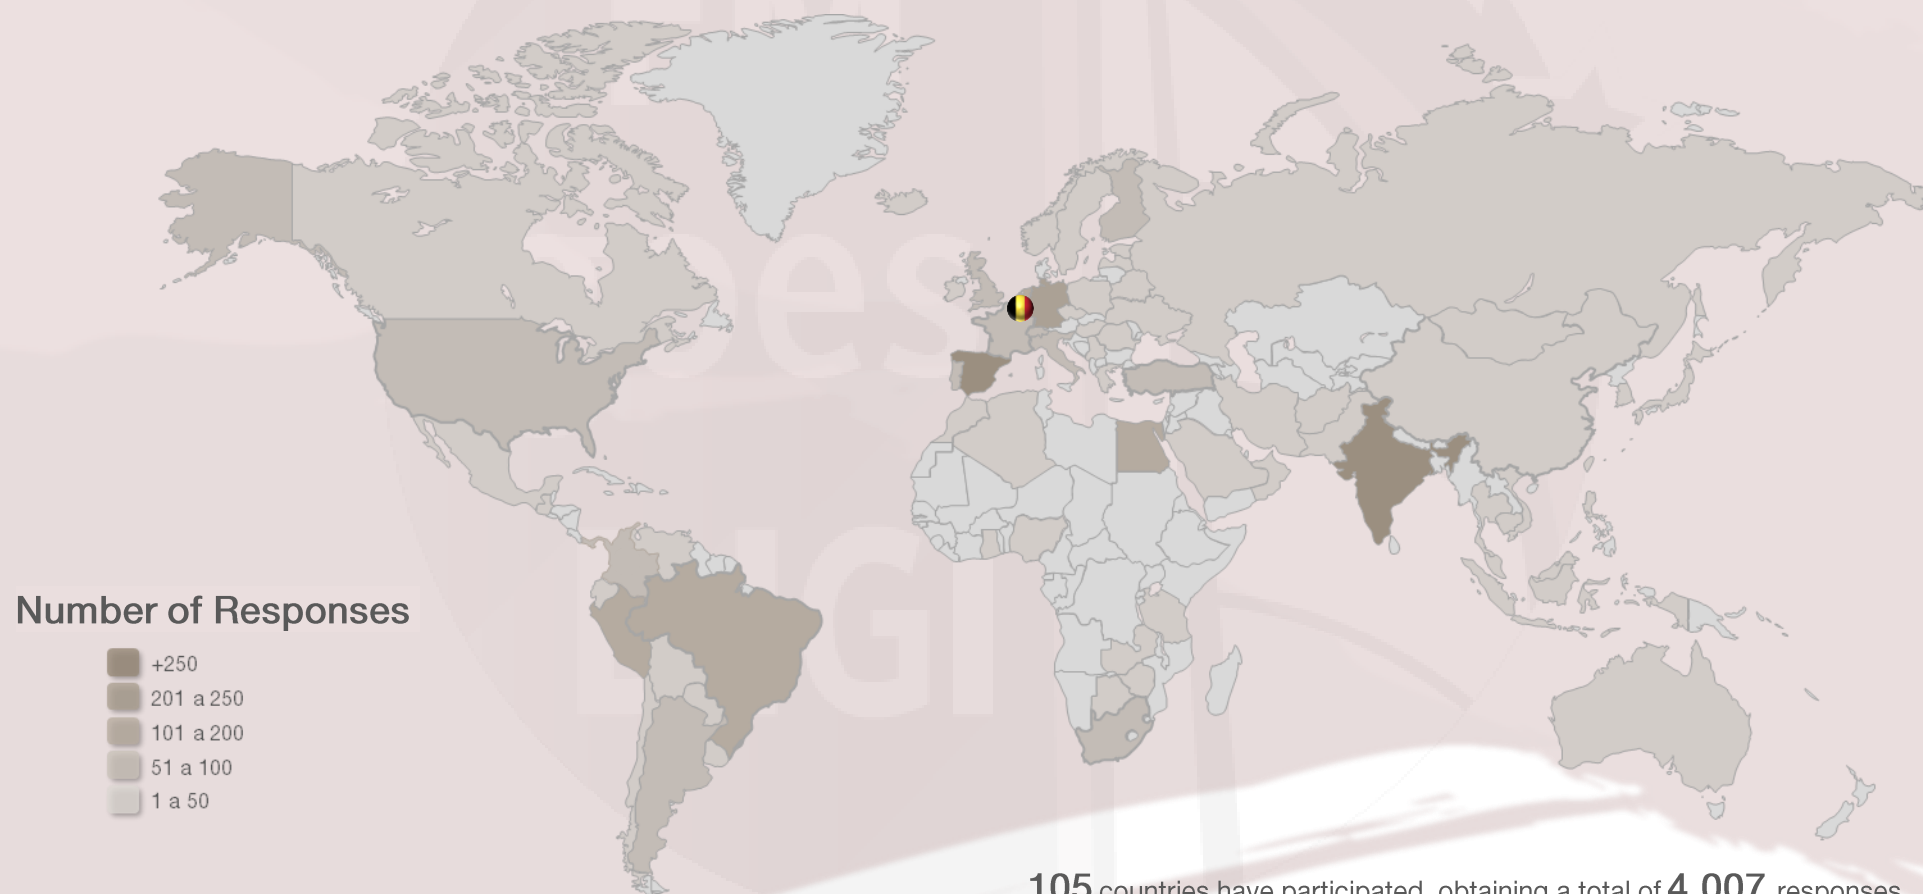 Number of Responses
+250
201 a 250
101 a 200
51 a 100
1 a 50
105 countries have participated, obtaining a total of 4.007 responses